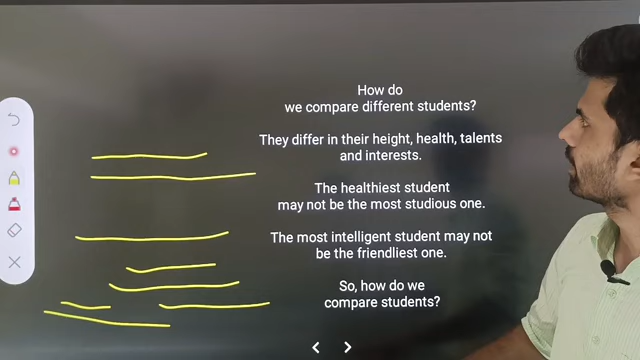 How do
we compare different students?
They differ in their height, health, talents
and interests.
The healthiest student
may not be the most studious one.
The most intelligent student may not
be the friendliest one.
So, how do we
compare students?